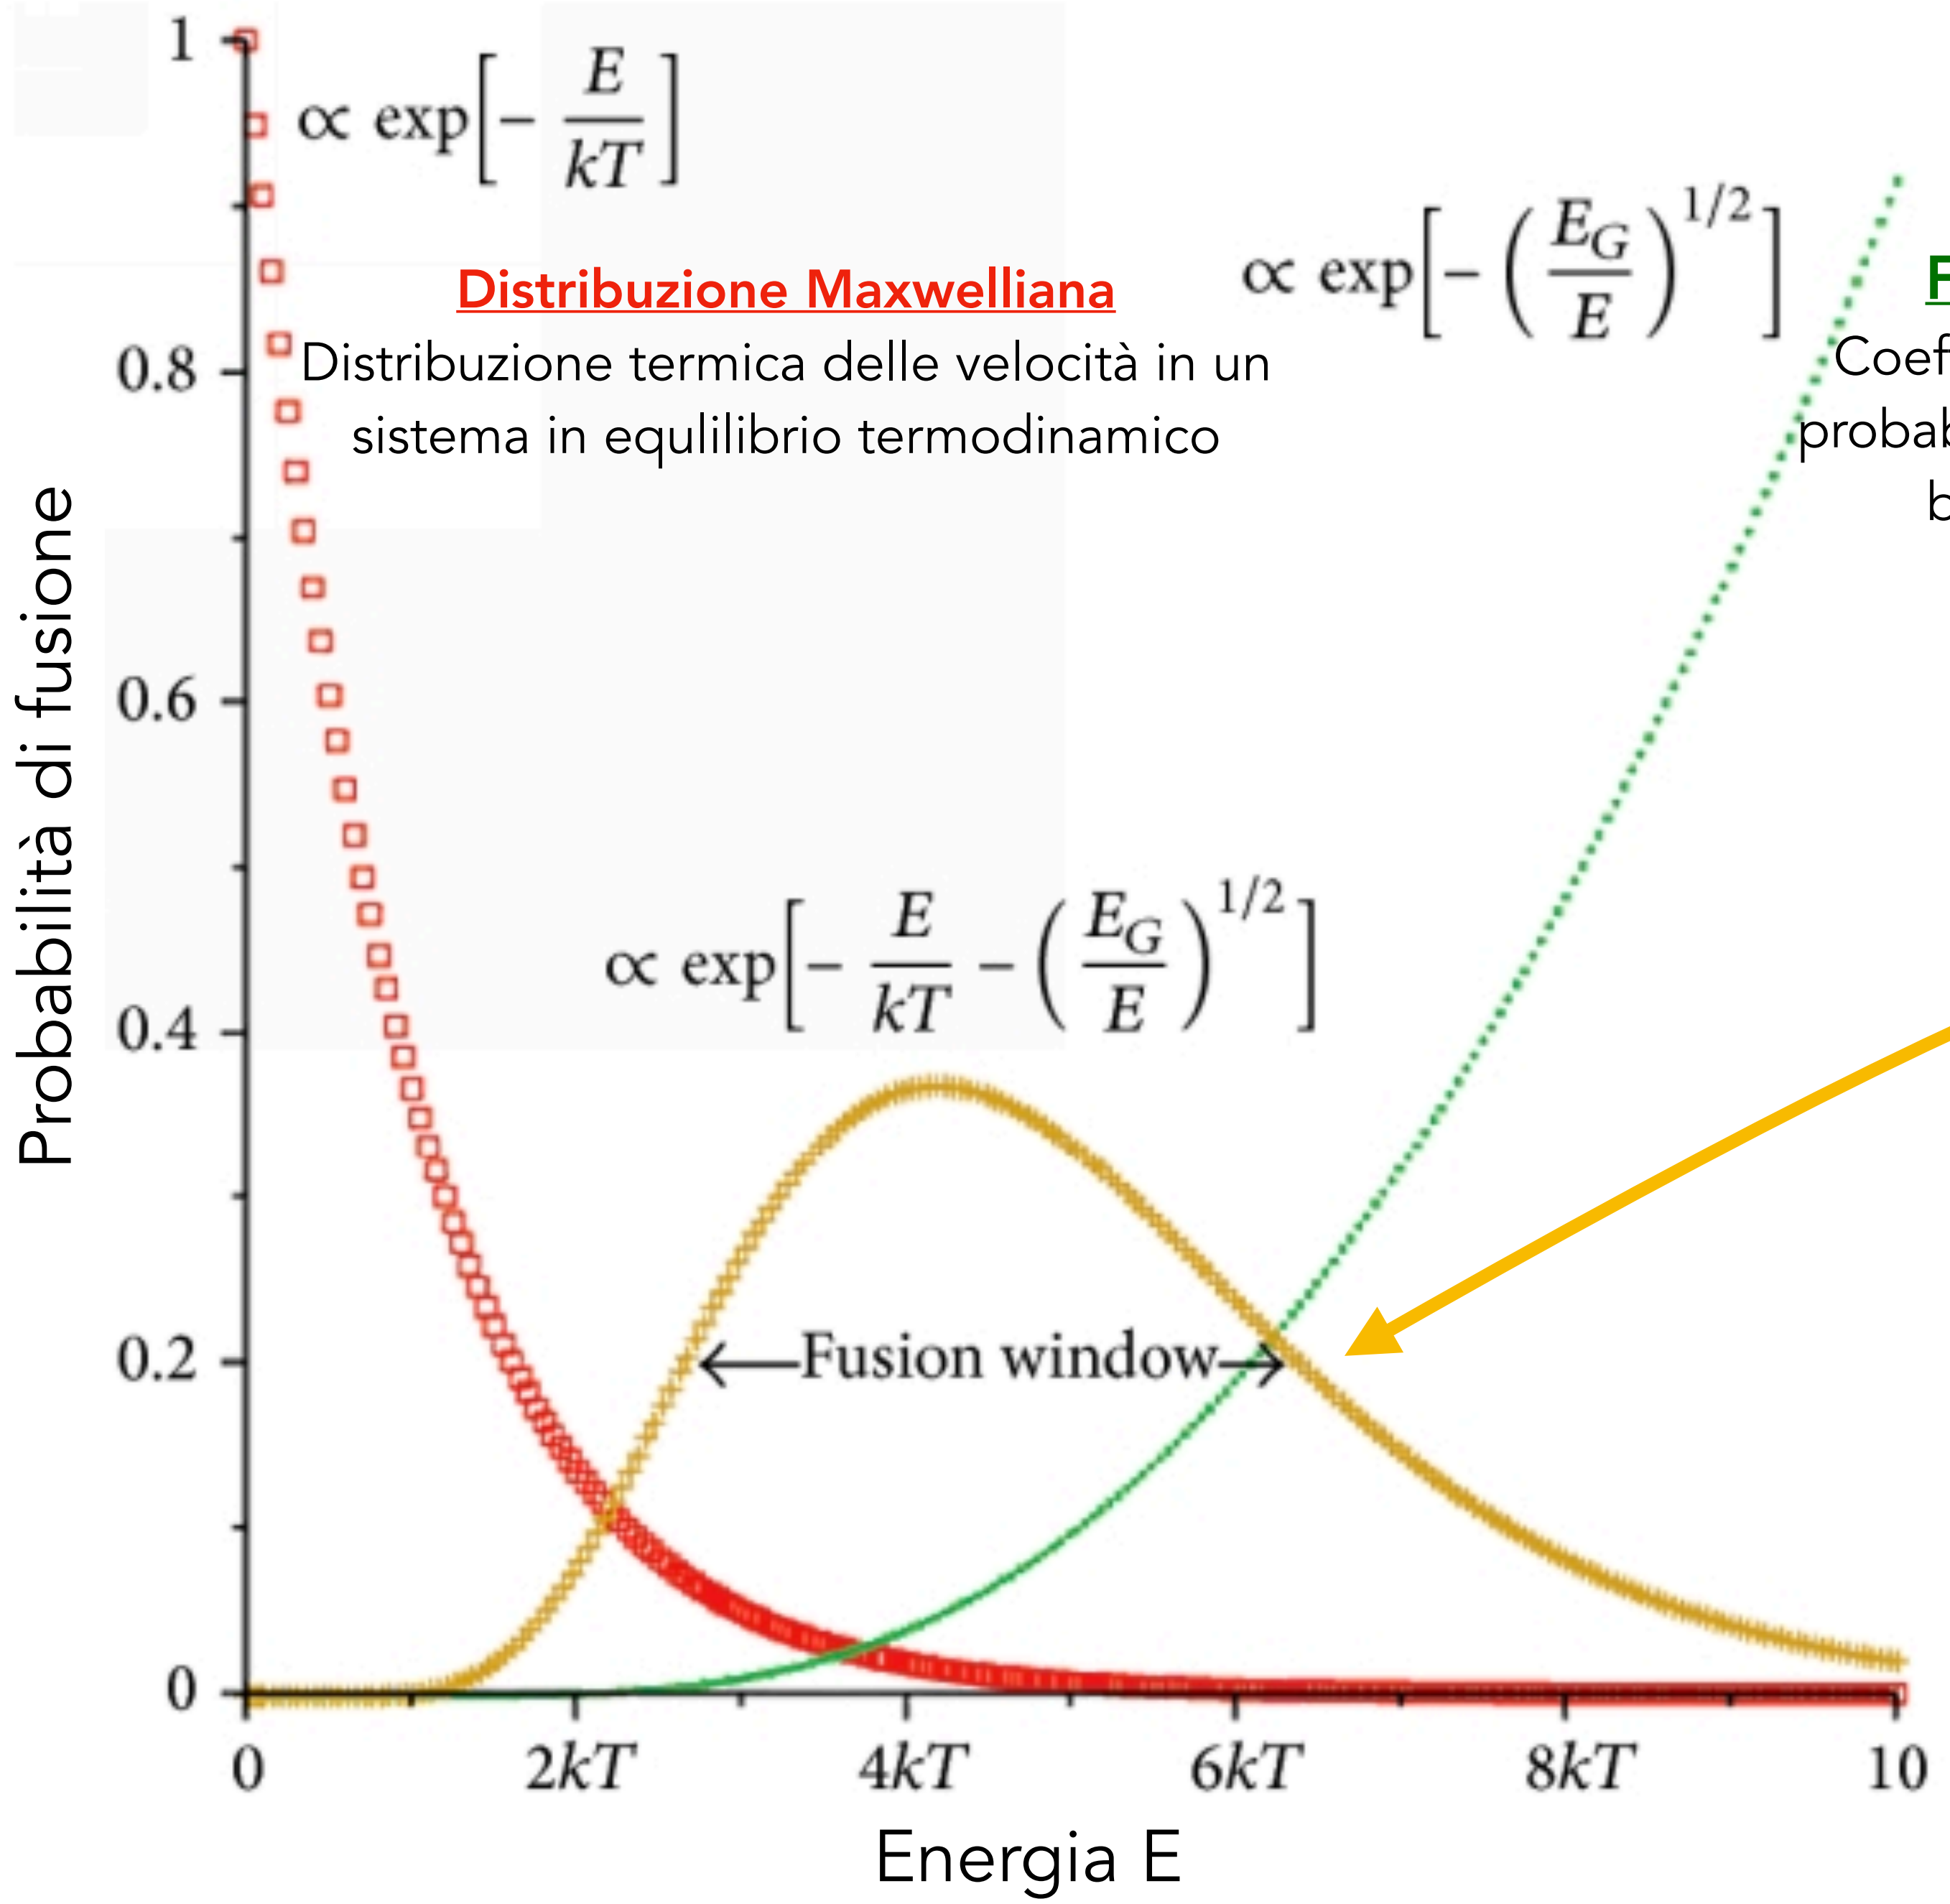 1
∝ exp[− E/kT]
∝ exp[− (E_G/E)^1/2]
Distribuzione Maxwelliana
Distribuzione termica delle velocità in un
sistema in equlilibrio termodinamico
0.8
Probabilità di fusione
0.6
∝ exp[− E/kT − (E_G/E)^1/2]
0.4
0.2
Fusion window
0
0 2kT 4kT 6kT 8kT 10
Energia E